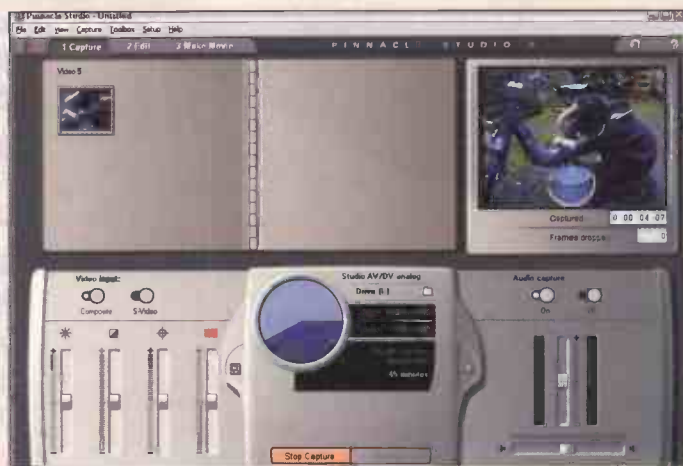 Pinnacle Studio - Untitled
File Edit View Capture Toolbox Setup Help
1 Capture 2 Edit 3 Make Movie
PINNACLE STUDIO
Video 5
Captured 0:00:04.07
Frames dropped 0
Video input:
Composite S-Video
Studio AV/DV analog
Drive
minutes
Stop Capture
Audio capture
On Off